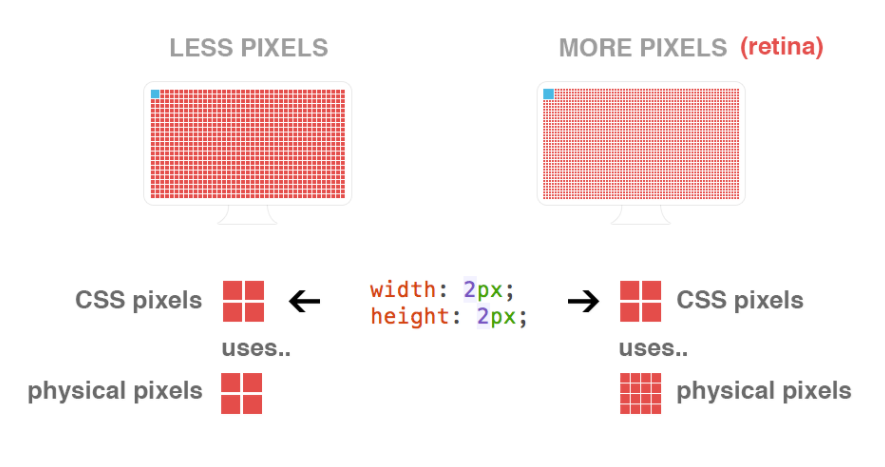 LESS PIXELS
MORE PIXELS (retina)
CSS pixels
width: 2px;
height: 2px;
CSS pixels
uses..
uses..
physical pixels
physical pixels